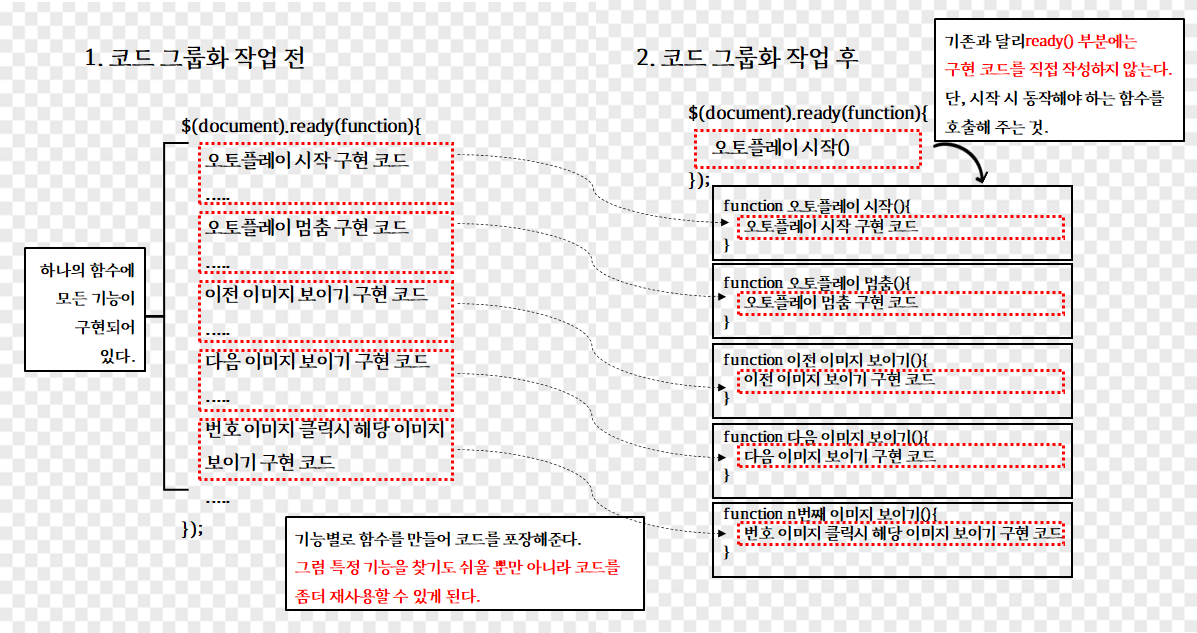 1. 코드 그룹화 작업 전
$(document).ready(function){
오토플레이 시작 구현 코드
.....
오토플레이 멈춤 구현 코드
.....
이전 이미지 보이기 구현 코드
.....
다음 이미지 보이기 구현 코드
.....
번호 이미지 클릭시 해당 이미지
보이기 구현 코드
.....
});
하나의 함수에
모든 기능이
구현되어
있다.
기능별로 함수를 만들어 코드를 포장해준다.
그럼 특정 기능을 찾기도 쉬울 뿐만 아니라 코드를
좀더 재사용할 수 있게 된다.
2. 코드 그룹화 작업 후
기존과 달리ready() 부분에는
구현 코드를 직접 작성하지 않는다.
단, 시작 시 동작해야 하는 함수를
호출해 주는 것.
$(document).ready(function){
오토플레이 시작()
});
function 오토플레이 시작(){
오토플레이 시작 구현 코드
}
function 오토플레이 멈춤(){
오토플레이 멈춤 구현 코드
}
function 이전 이미지 보이기(){
이전 이미지 보이기 구현 코드
}
function 다음 이미지 보이기(){
다음 이미지 보이기 구현 코드
}
function n번째 이미지 보이기(){
번호 이미지 클릭시 해당 이미지 보이기 구현 코드
}